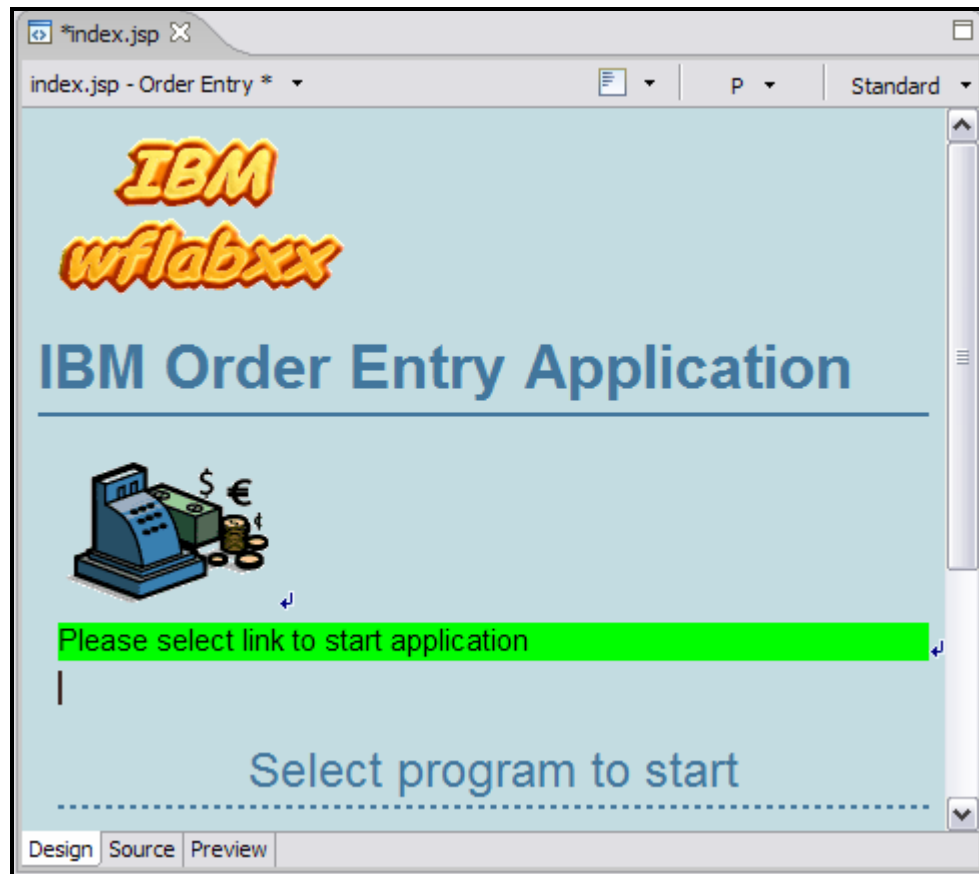 *index.jsp
index.jsp - Order Entry *
P
Standard
IBM
wflabxx
IBM Order Entry Application
$ € ¢
Please select link to start application
Select program to start
Design Source Preview